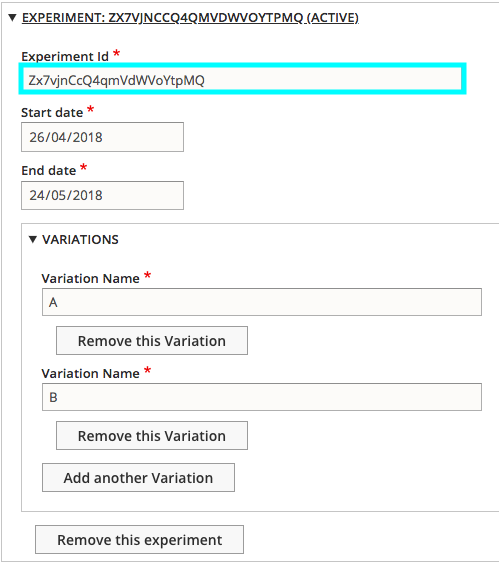 ▼ EXPERIMENT: ZX7VJNCCQ4QMVDWVOYTPMQ (ACTIVE)
Experiment Id *
Zx7vjnCcQ4qmVdWVoYtpMQ
Start date *
26/04/2018
End date *
24/05/2018
▼ VARIATIONS
Variation Name *
A
Remove this Variation
Variation Name *
B
Remove this Variation
Add another Variation
Remove this experiment